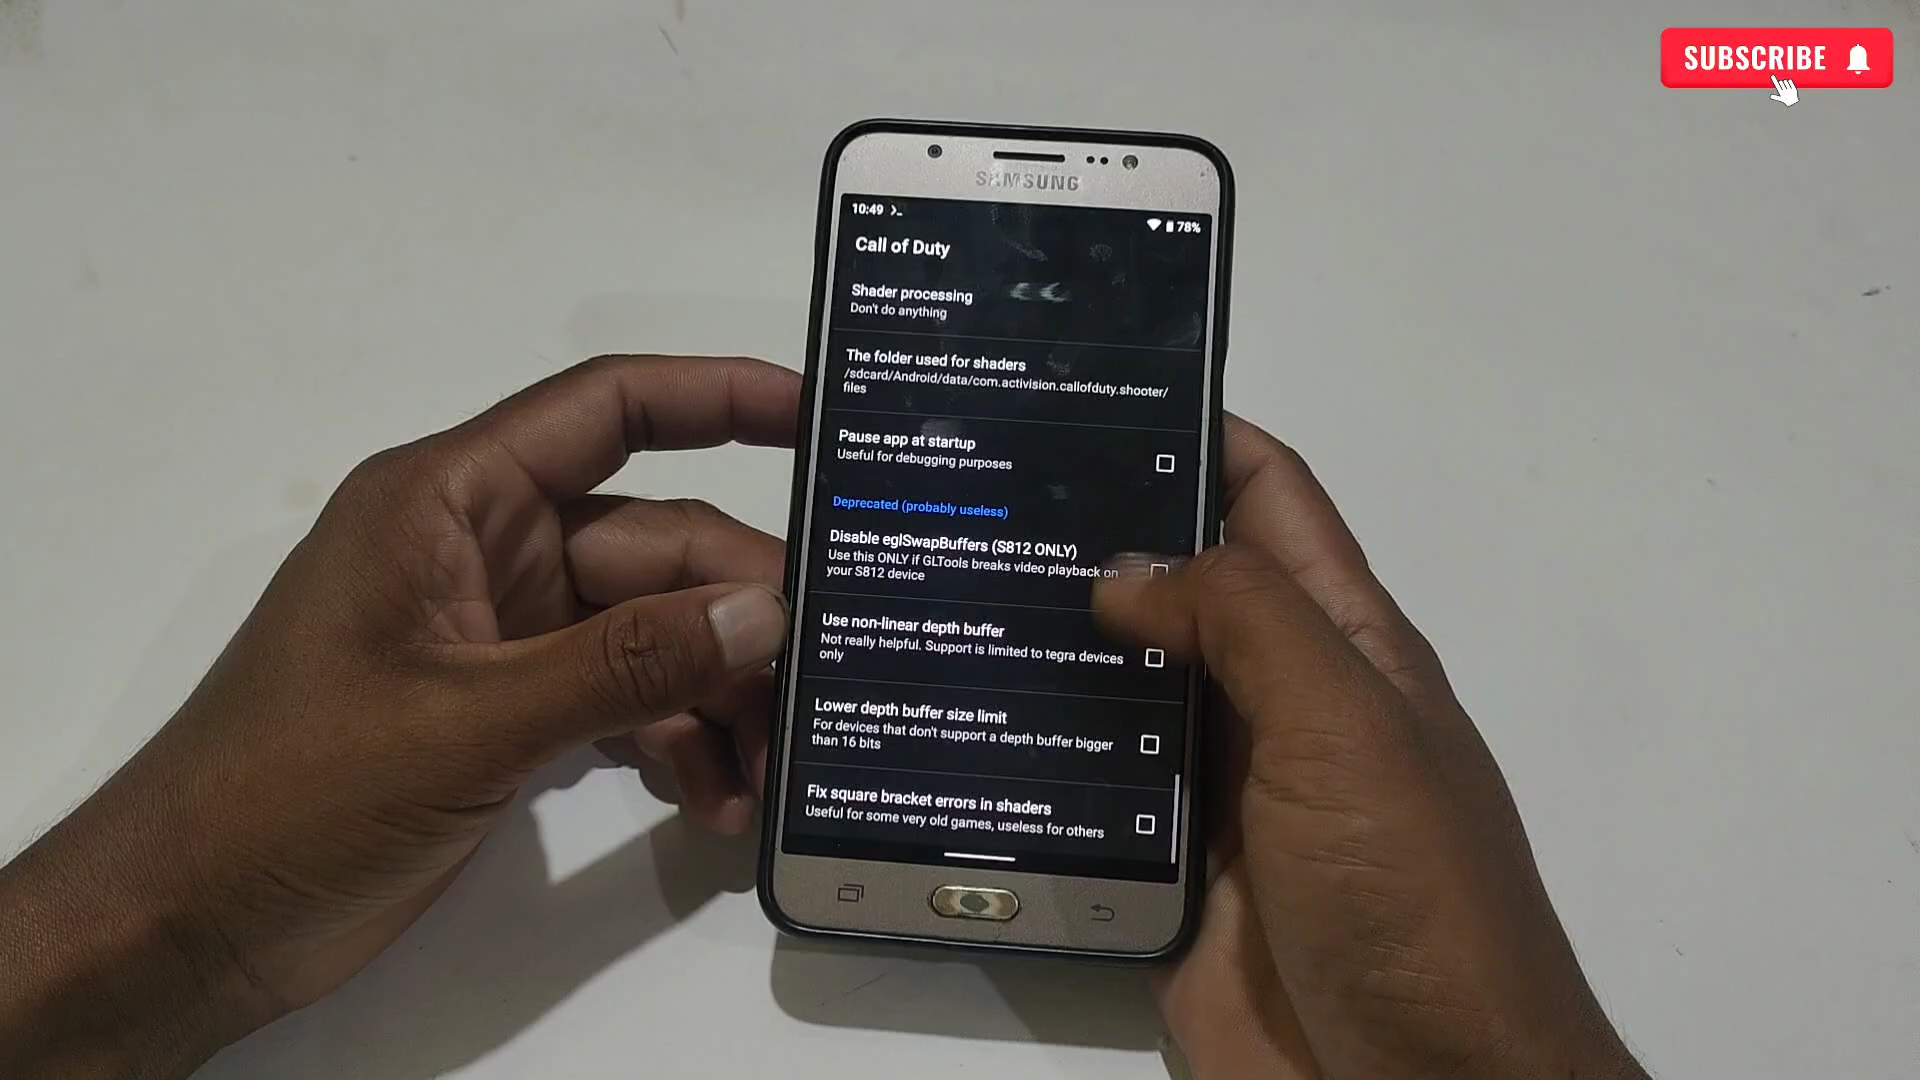 SUBSCRIBE
SAMSUNG
10:49
78%
Call of Duty
Shader processing
Don't do anything
The folder used for shaders
/sdcard/Android/data/com.activision.callofduty.shooter/
files
Pause app at startup
Useful for debugging purposes
Deprecated (probably useless)
Disable eglSwapBuffers (S812 ONLY)
Use this ONLY if GLTools breaks video playback on
your S812 device
Use non-linear depth buffer
Not really helpful. Support is limited to tegra devices
only
Lower depth buffer size limit
For devices that don't support a depth buffer bigger
than 16 bits
Fix square bracket errors in shaders
Useful for some very old games, useless for others